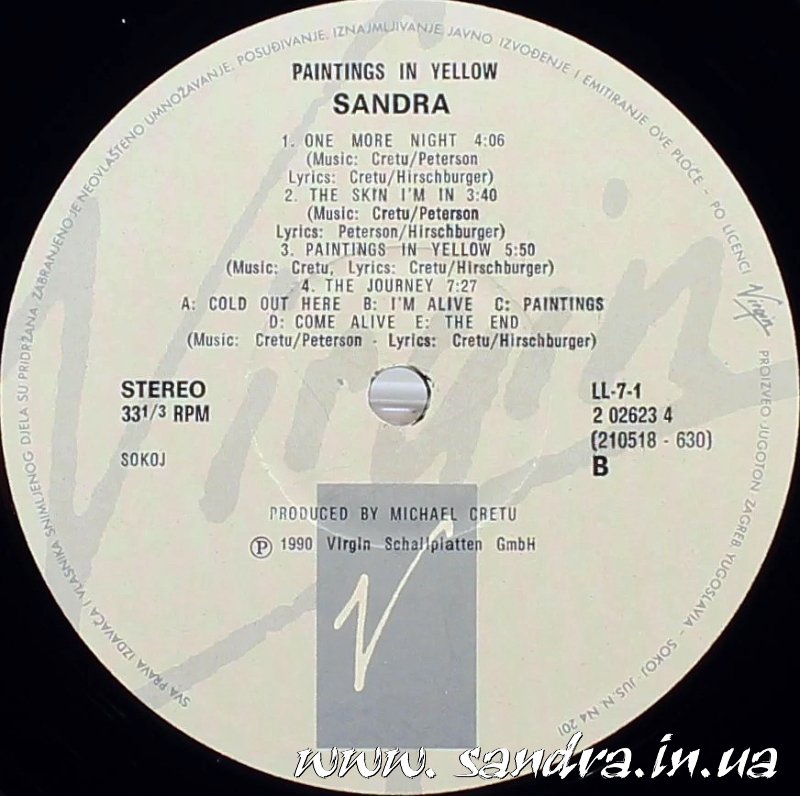 SVA PRAVA IZDAVAČA I VLASNIKA SNIMLJENOG DJELA SU PRIDRŽANA ZABRANJENO JE NEOVLAŠTENO UMNOŽAVANJE, POSUĐIVANJE, IZNAJMLJIVANJE, JAVNO IZVOĐENJE I EMITIRANJE OVE PLOČE - PO LICENCI Virgin PROIZVEO JUGOTON ZAGREB YUGOSLAVIA - SOKOJ - JUS. N. N4 201
PAINTINGS IN YELLOW
SANDRA
1. ONE MORE NIGHT 4:06
(Music: Cretu/Peterson
Lyrics: Cretu/Hirschburger)
2. THE SKIN I'M IN 3:40
(Music: Cretu/Peterson
Lyrics: Peterson/Hirschburger)
3. PAINTINGS IN YELLOW 5:50
(Music: Cretu, Lyrics: Cretu/Hirschburger)
4. THE JOURNEY 7:27
A: COLD OUT HERE B: I'M ALIVE C: PAINTINGS
D: COME ALIVE E: THE END
(Music: Cretu/Peterson - Lyrics: Cretu/Hirschburger)
STEREO
33 1/3 RPM
SOKOJ
LL-7-1
2 02623 4
(210518 - 630)
B
Virgin
PRODUCED BY MICHAEL CRETU
Ⓟ 1990 Virgin Schallplatten GmbH
www.sandra.in.ua